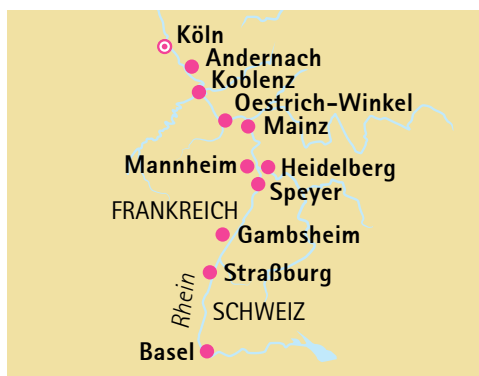 Köln
Andernach
Koblenz
Oestrich-Winkel
Mainz
Mannheim
Heidelberg
Speyer
FRANKREICH
Gambsheim
Straßburg
Rhein
SCHWEIZ
Basel